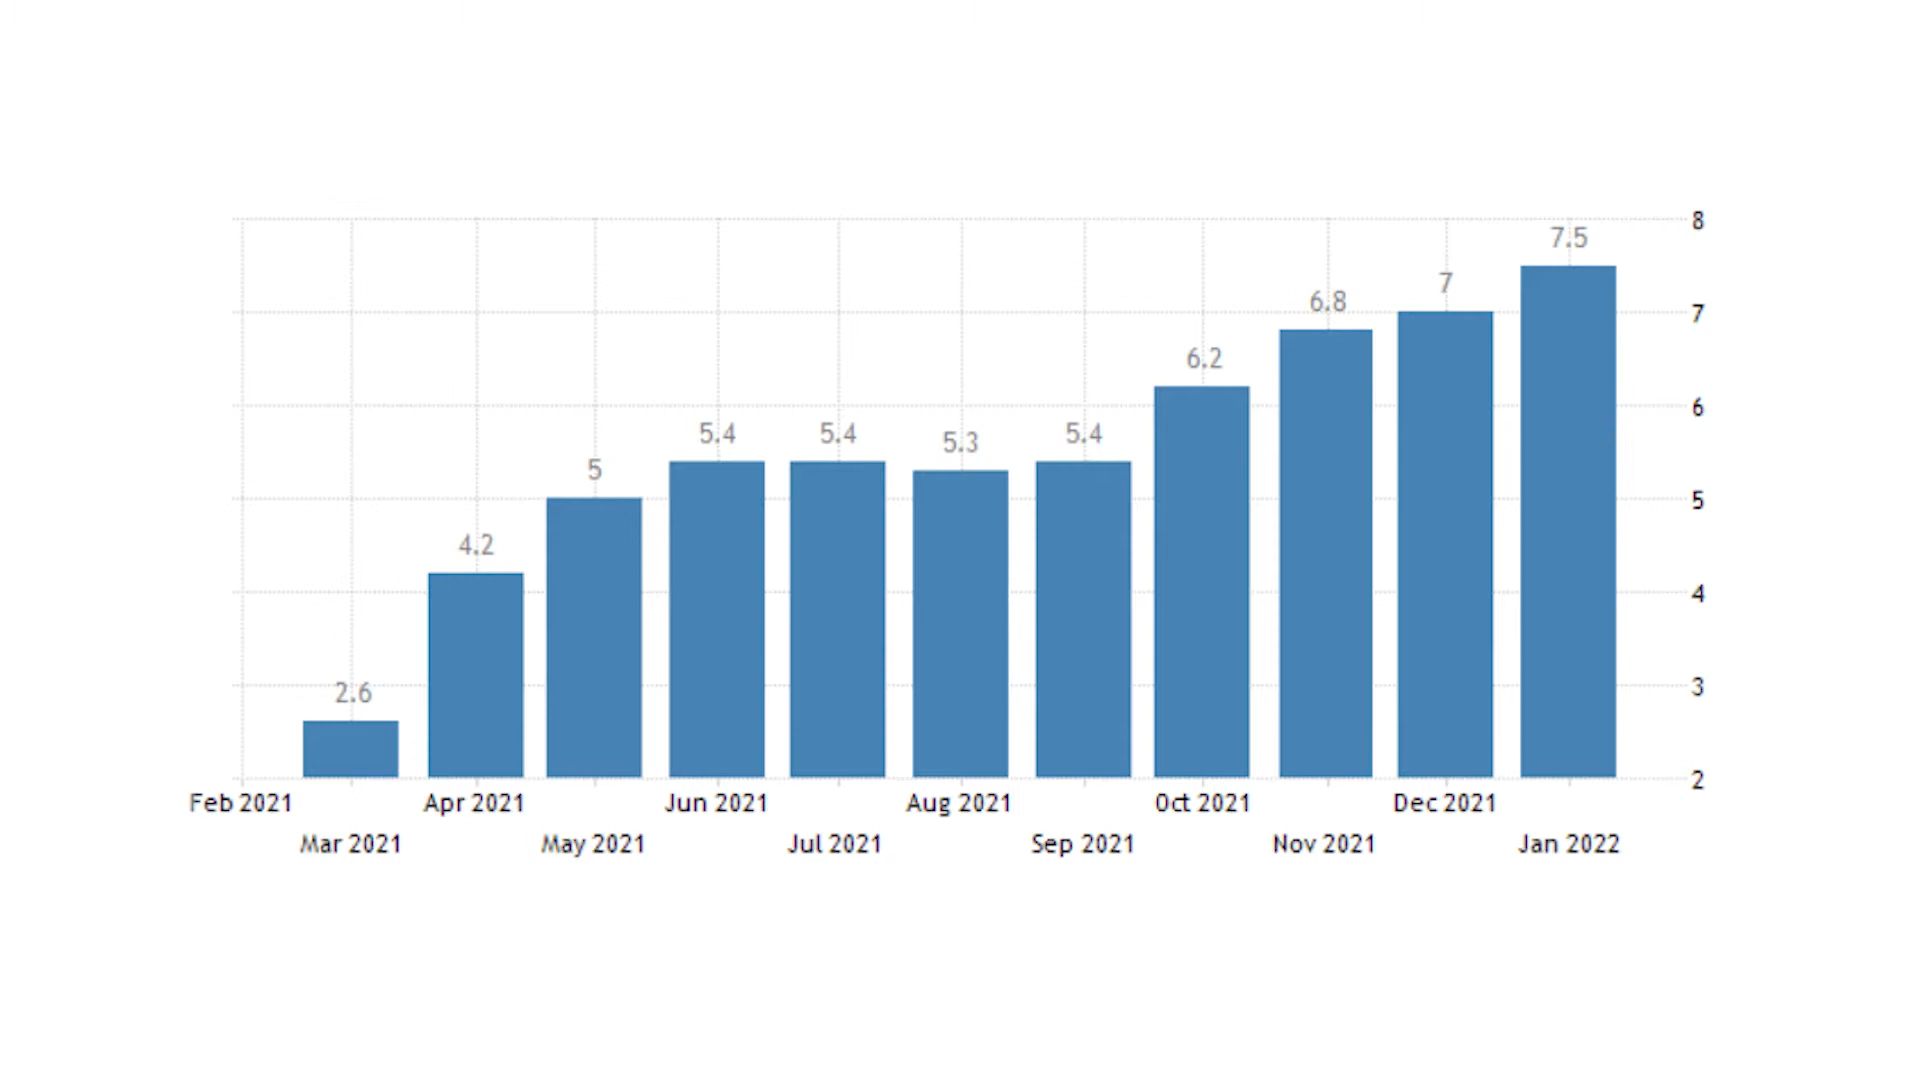 8
7.5
7
7
6.8
6.2
6
5.4
5.4
5.3
5.4
5
5
4.2
4
2.6
3
2
Feb 2021
Apr 2021
Jun 2021
Aug 2021
Oct 2021
Dec 2021
Mar 2021
May 2021
Jul 2021
Sep 2021
Nov 2021
Jan 2022